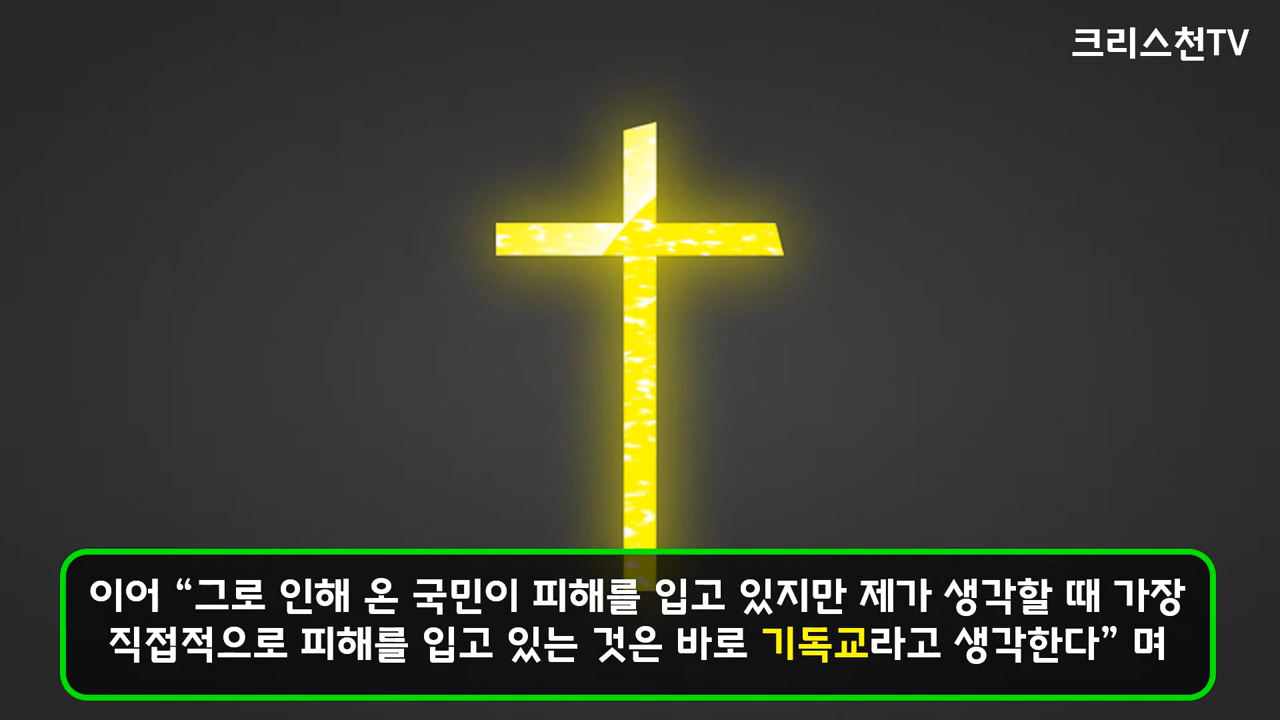 크리스천TV
이어 “그로 인해 온 국민이 피해를 입고 있지만 제가 생각할 때 가장
직접적으로 피해를 입고 있는 것은 바로 기독교라고 생각한다” 며